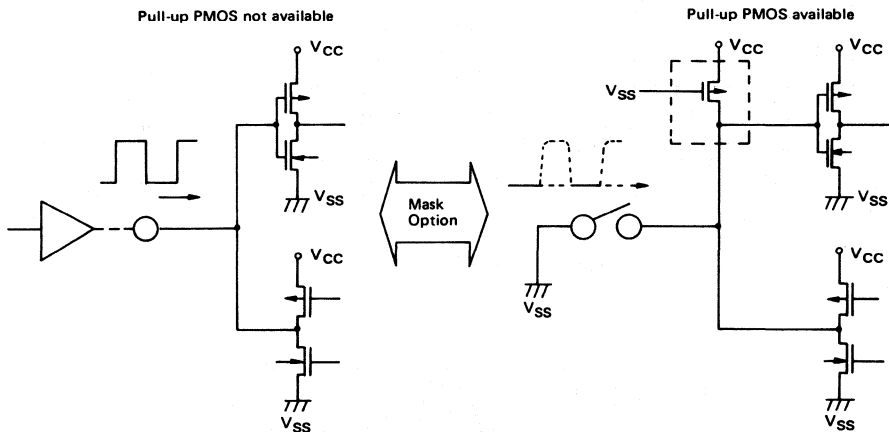 Pull-up PMOS not available
VCC
VSS
VCC
VSS
Mask
Option
Pull-up PMOS available
VCC
VCC
VSS
VSS
VSS
VCC
VSS